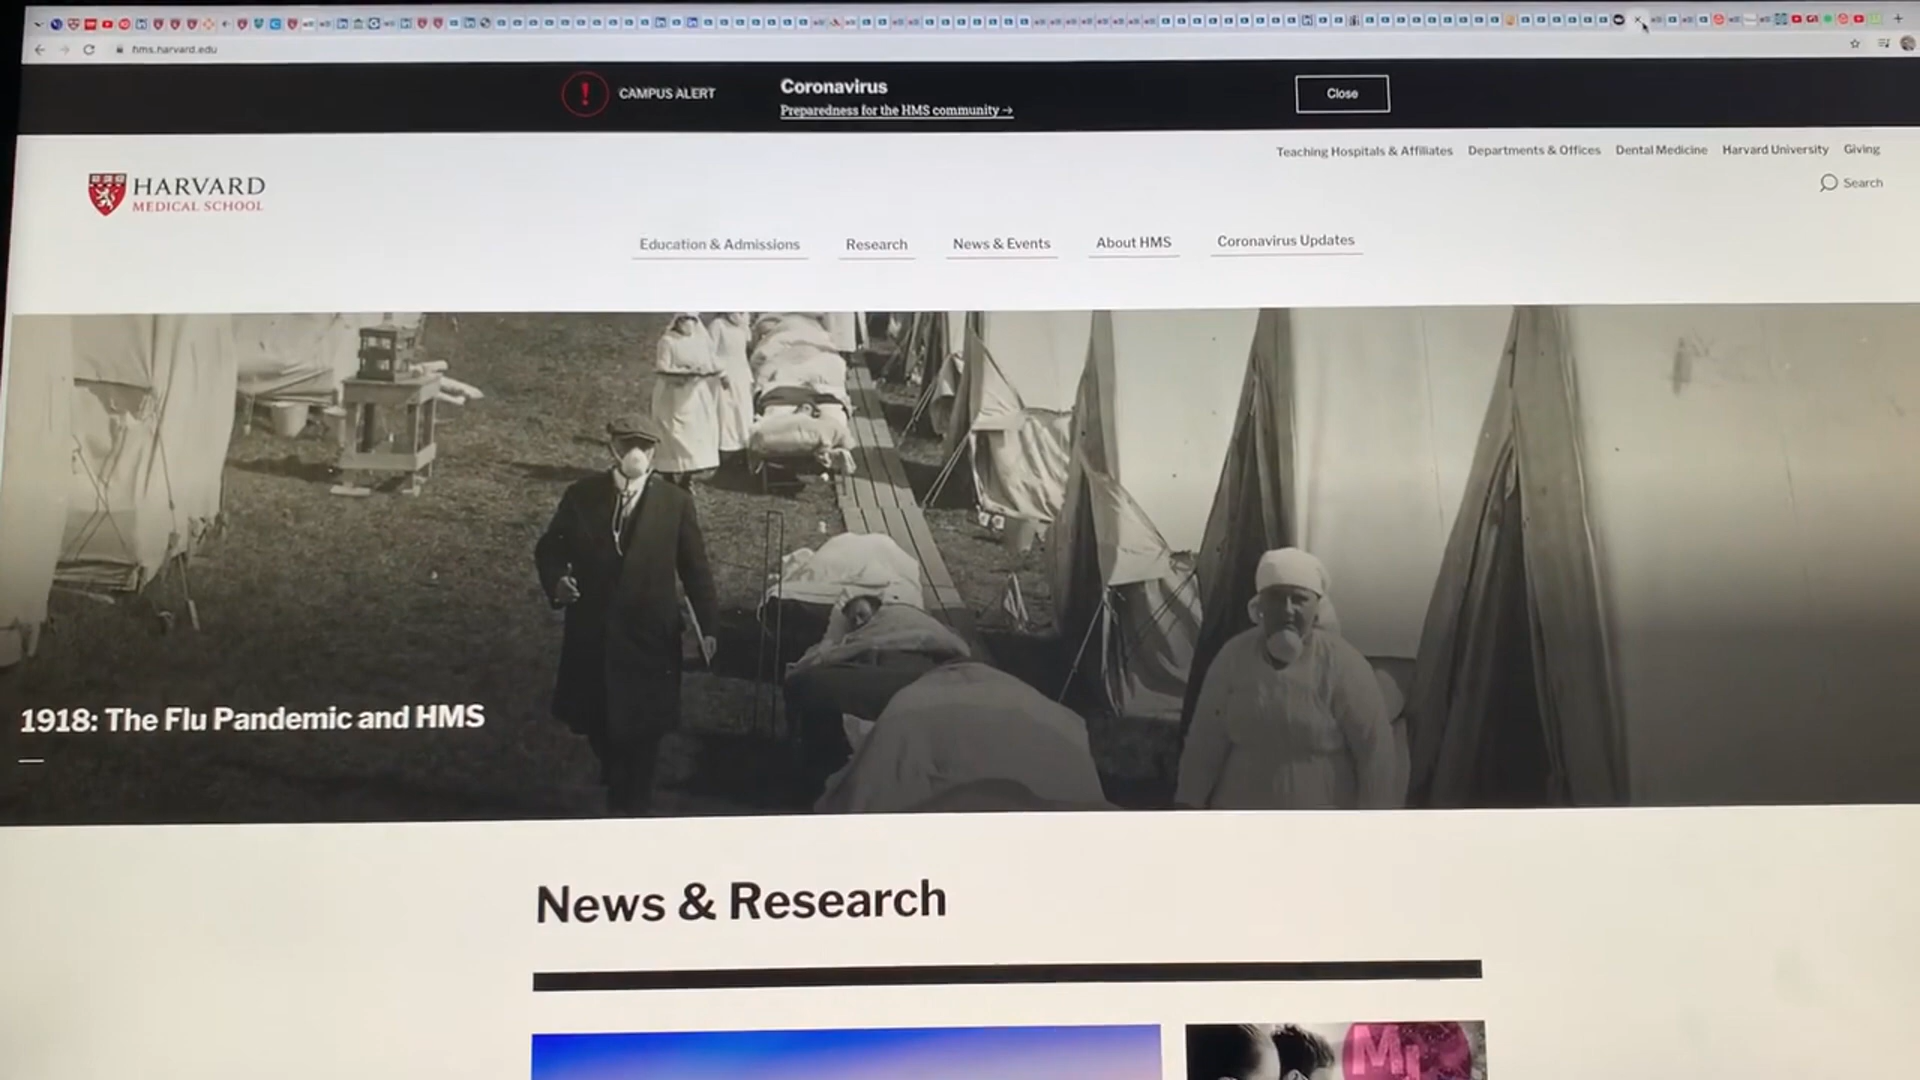 hms.harvard.edu
!
CAMPUS ALERT
Coronavirus
Preparedness for the HMS community →
Close
Teaching Hospitals & Affiliates
Departments & Offices
Dental Medicine
Harvard University
Giving
HARVARD
MEDICAL SCHOOL
Search
Education & Admissions
Research
News & Events
About HMS
Coronavirus Updates
1918: The Flu Pandemic and HMS
News & Research